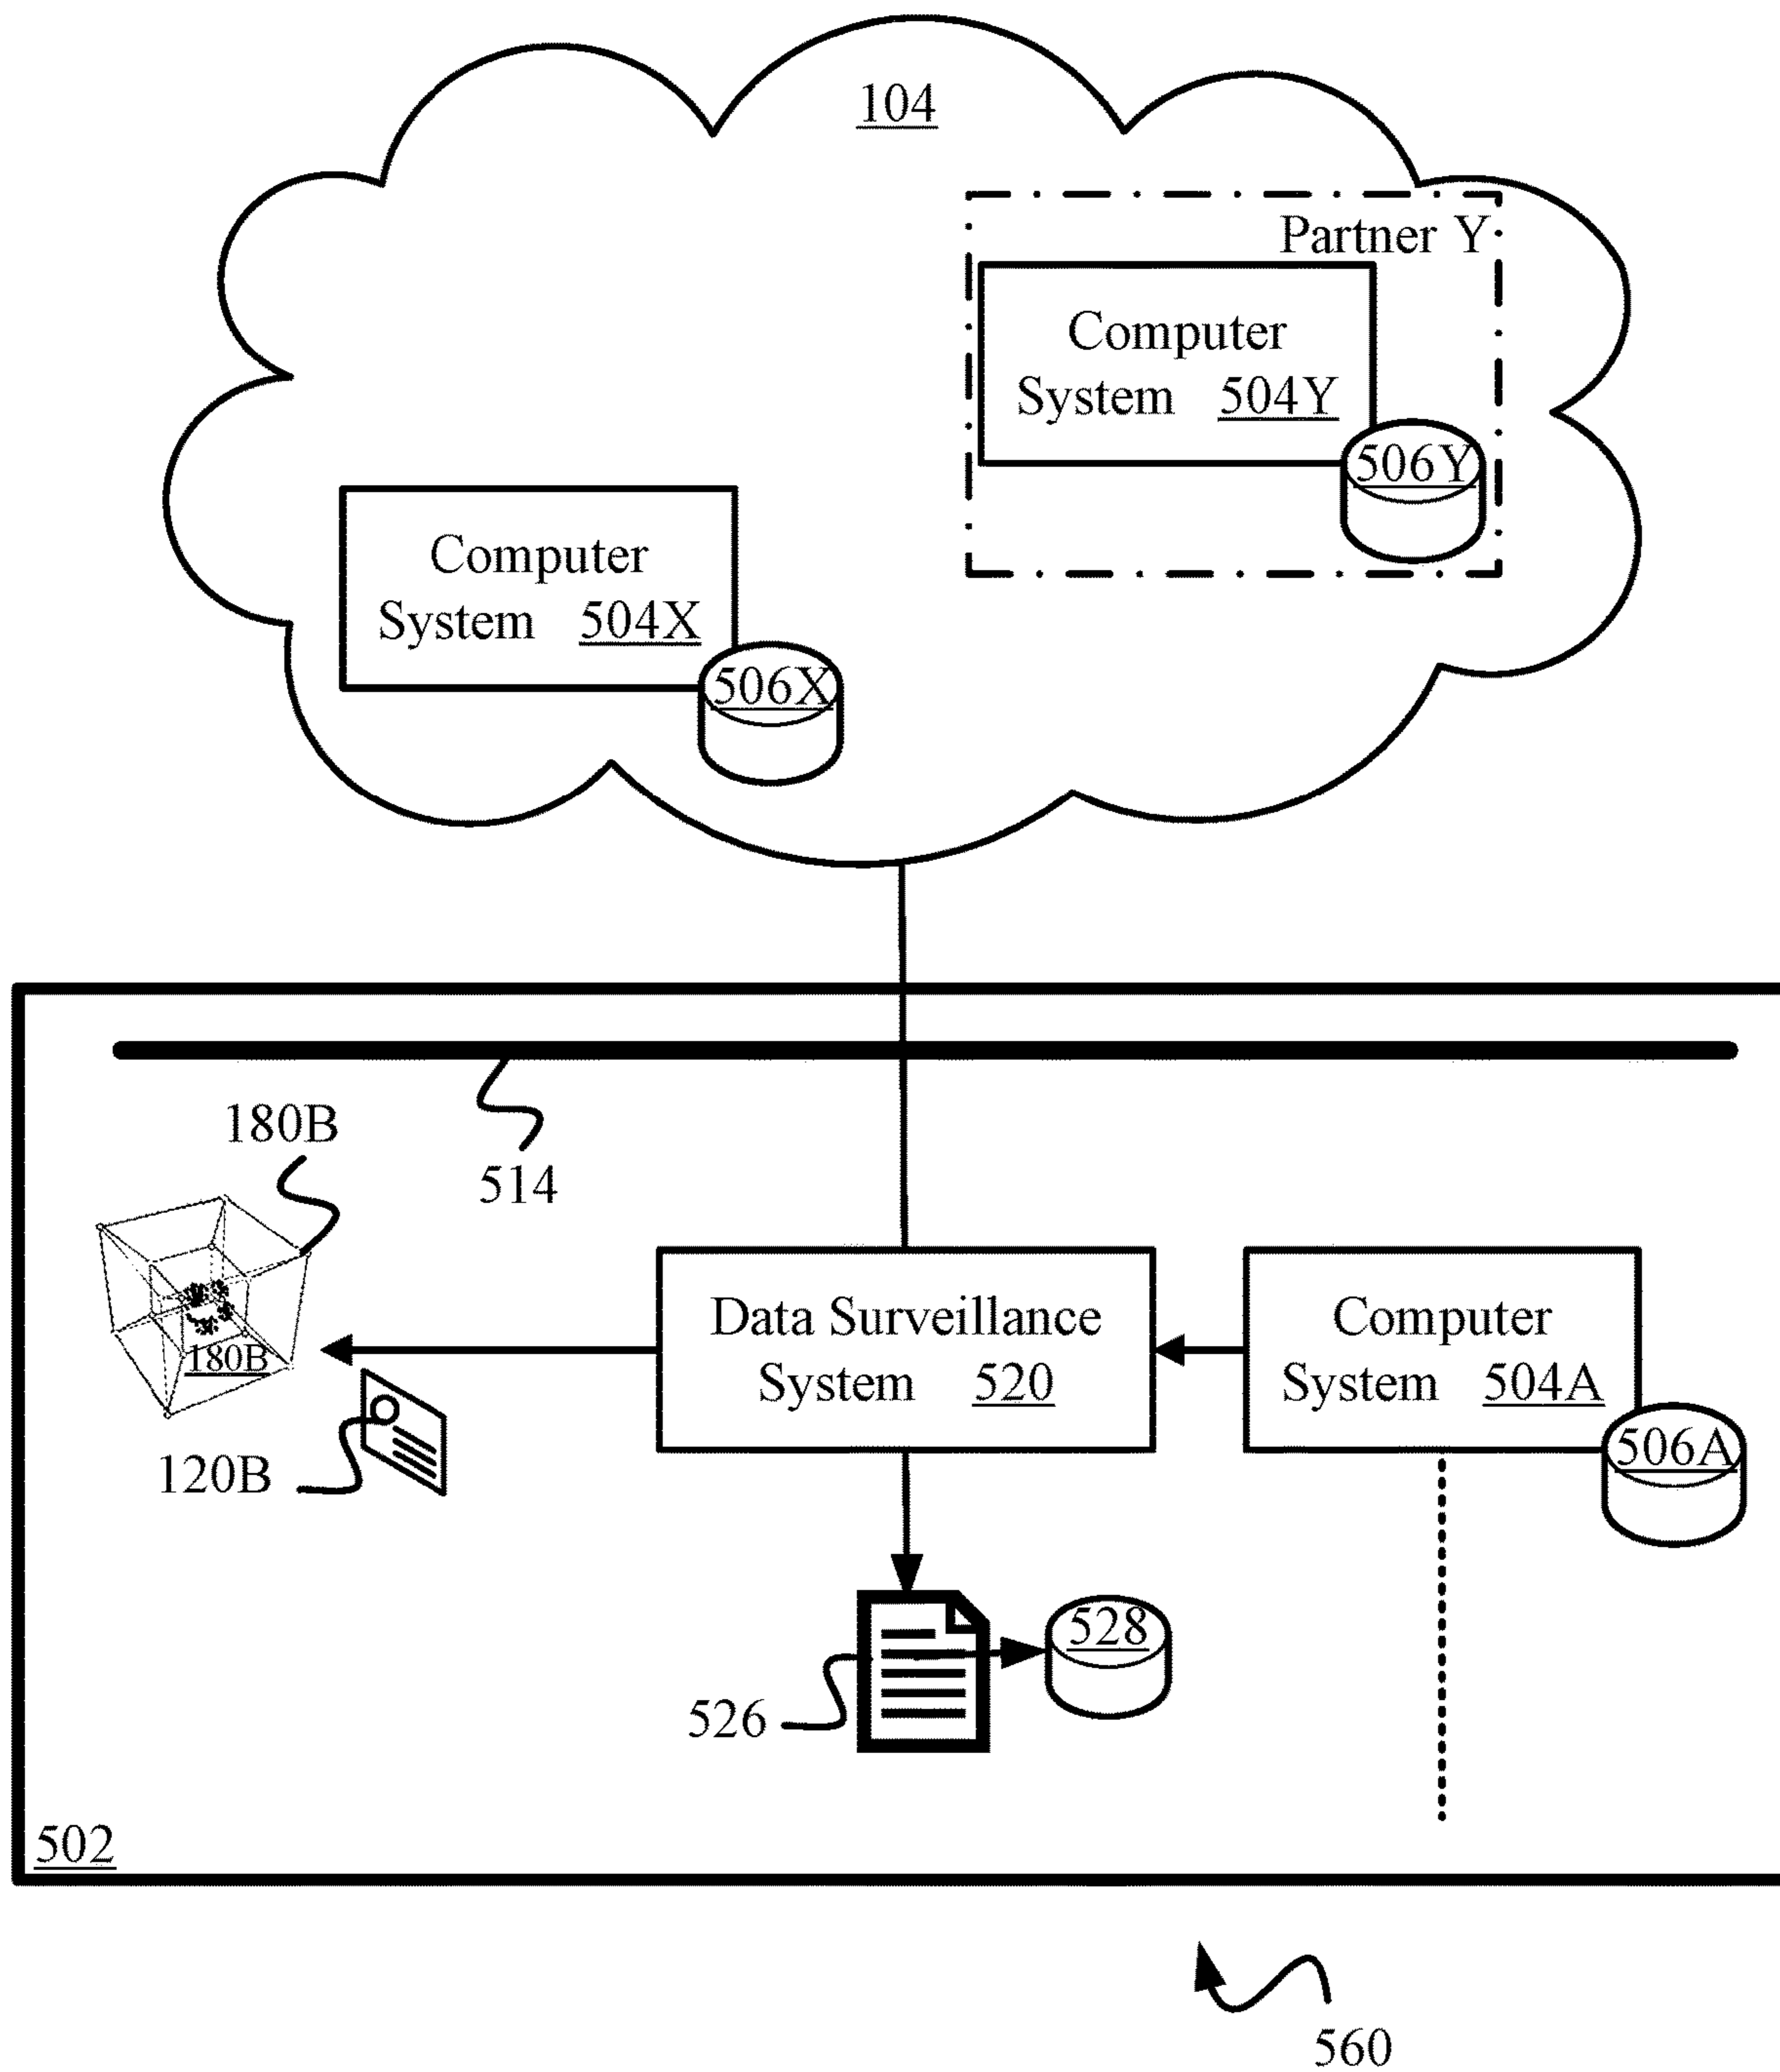 104
Partner Y
Computer
System 504Y
506Y
Computer
System 504X
506X
180B
514
180B
Data Surveillance
System 520
Computer
System 504A
506A
120B
528
526
502
560